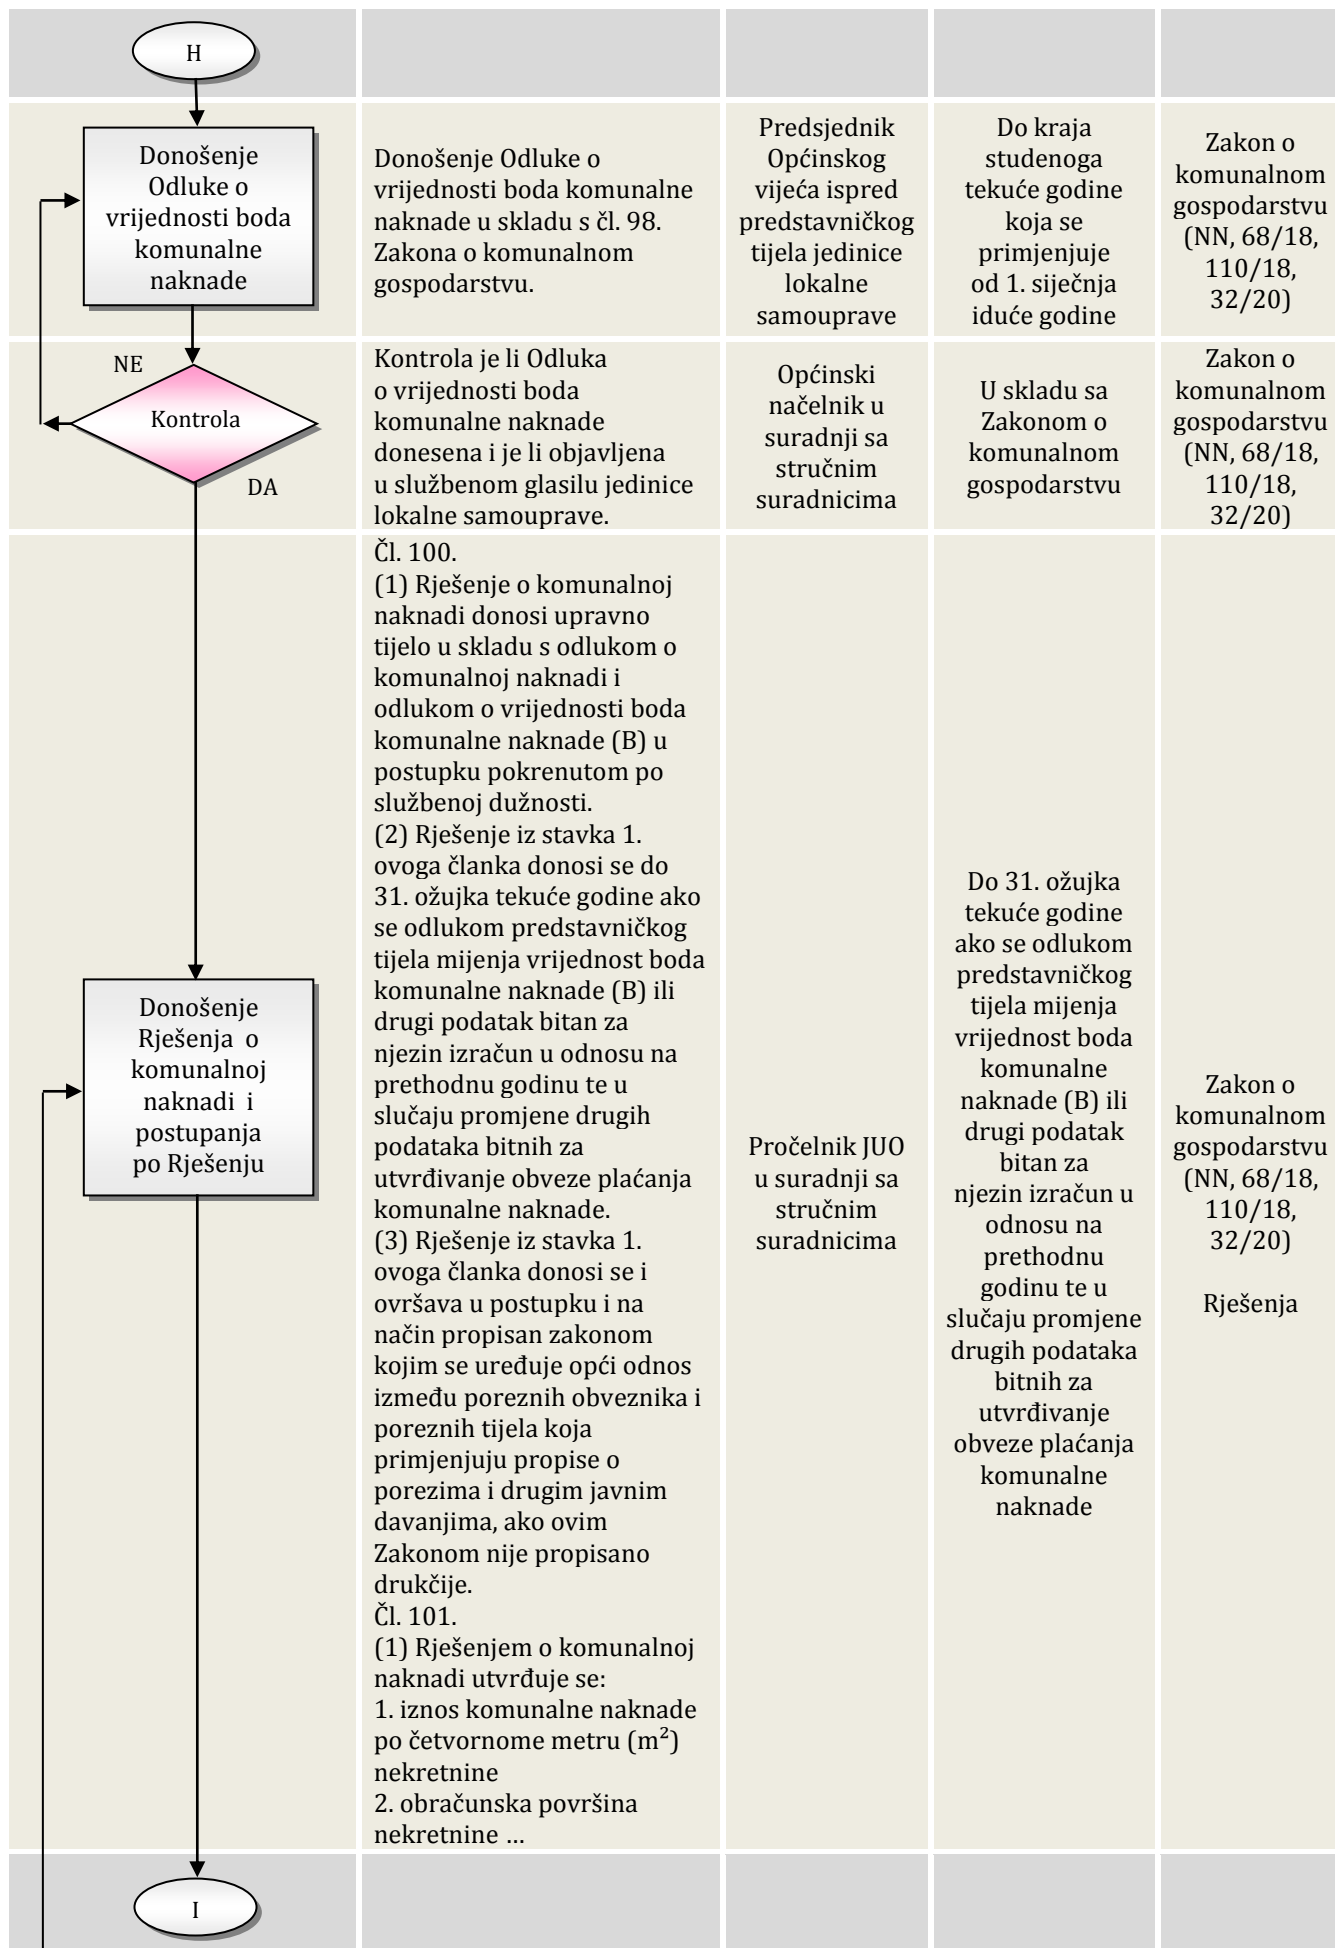 H
Donošenje
Odluke o
vrijednosti boda
komunalne
naknade
Donošenje Odluke o
vrijednosti boda komunalne
naknade u skladu s čl. 98.
Zakona o komunalnom
gospodarstvu.
Predsjednik
Općinskog
vijeća ispred
predstavničkog
tijela jedinice
lokalne
samouprave
Do kraja
studenoga
tekuće godine
koja se
primjenjuje
od 1. siječnja
iduće godine
Zakon o
komunalnom
gospodarstvu
(NN, 68/18,
110/18,
32/20)
NE
Kontrola
DA
Kontrola je li Odluka
o vrijednosti boda
komunalne naknade
donesena i je li objavljena
u službenom glasilu jedinice
lokalne samouprave.
Općinski
načelnik u
suradnji sa
stručnim
suradnicima
U skladu sa
Zakonom o
komunalnom
gospodarstvu
Zakon o
komunalnom
gospodarstvu
(NN, 68/18,
110/18,
32/20)
Donošenje
Rješenja o
komunalnoj
naknadi i
postupanja
po Rješenju
Čl. 100.
(1) Rješenje o komunalnoj
naknadi donosi upravno
tijelo u skladu s odlukom o
komunalnoj naknadi i
odlukom o vrijednosti boda
komunalne naknade (B) u
postupku pokrenutom po
službenoj dužnosti.
(2) Rješenje iz stavka 1.
ovoga članka donosi se do
31. ožujka tekuće godine ako
se odlukom predstavničkog
tijela mijenja vrijednost boda
komunalne naknade (B) ili
drugi podatak bitan za
njezin izračun u odnosu na
prethodnu godinu te u
slučaju promjene drugih
podataka bitnih za
utvrđivanje obveze plaćanja
komunalne naknade.
(3) Rješenje iz stavka 1.
ovoga članka donosi se i
ovršava u postupku i na
način propisan zakonom
kojim se uređuje opći odnos
između poreznih obveznika i
poreznih tijela koja
primjenjuju propise o
porezima i drugim javnim
davanjima, ako ovim
Zakonom nije propisano
drukčije.
Čl. 101.
(1) Rješenjem o komunalnoj
naknadi utvrđuje se:
1. iznos komunalne naknade
po četvornome metru (m²)
nekretnine
2. obračunska površina
nekretnine …
Pročelnik JUO
u suradnji sa
stručnim
suradnicima
Do 31. ožujka
tekuće godine
ako se odlukom
predstavničkog
tijela mijenja
vrijednost boda
komunalne
naknade (B) ili
drugi podatak
bitan za
njezin izračun u
odnosu na
prethodnu
godinu te u
slučaju promjene
drugih podataka
bitnih za
utvrđivanje
obveze plaćanja
komunalne
naknade
Zakon o
komunalnom
gospodarstvu
(NN, 68/18,
110/18,
32/20)
Rješenja
I